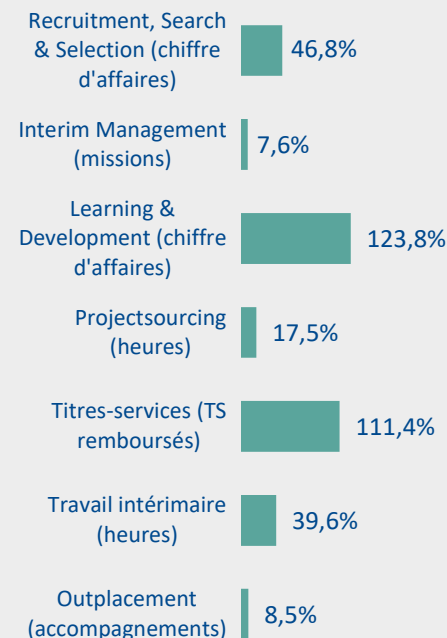 Recruitment, Search
& Selection (chiffre
d'affaires)
46,8%
Interim Management
(missions)
7,6%
Learning &
Development (chiffre
d'affaires)
123,8%
Projectsourcing
(heures)
17,5%
Titres-services (TS
remboursés)
111,4%
Travail intérimaire
(heures)
39,6%
Outplacement
(accompagnements)
8,5%